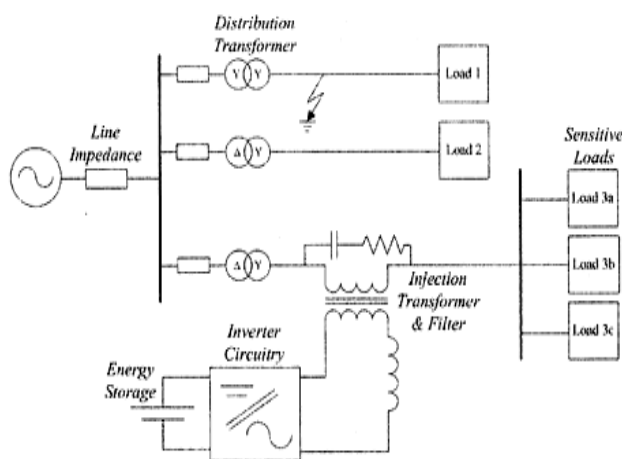 Distribution
Transformer
Y Y
Load 1
Line
Impedance
Δ Y
Load 2
Sensitive
Loads
Load 3a
Δ Y
Load 3b
Injection
Transformer
& Filter
Load 3c
Inverter
Circuitry
Energy
Storage